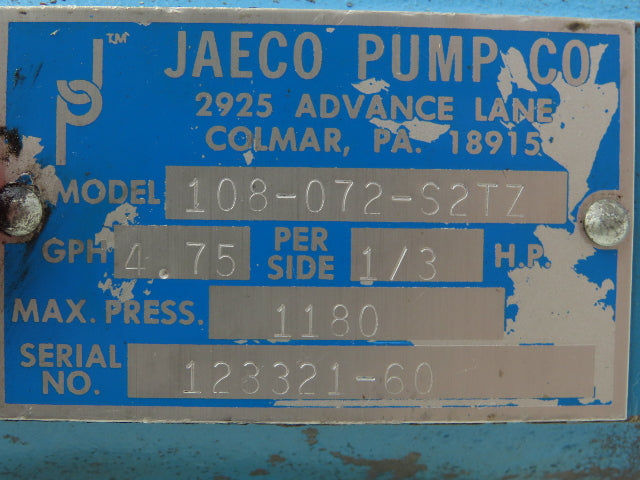 JP™ JAECO PUMP CO
2925 ADVANCE LANE
COLMAR, PA. 18915
MODEL 108-072-S2TZ
GPH 4.75 PER SIDE 1/3 H.P.
MAX. PRESS. 1180
SERIAL NO. 123321-60